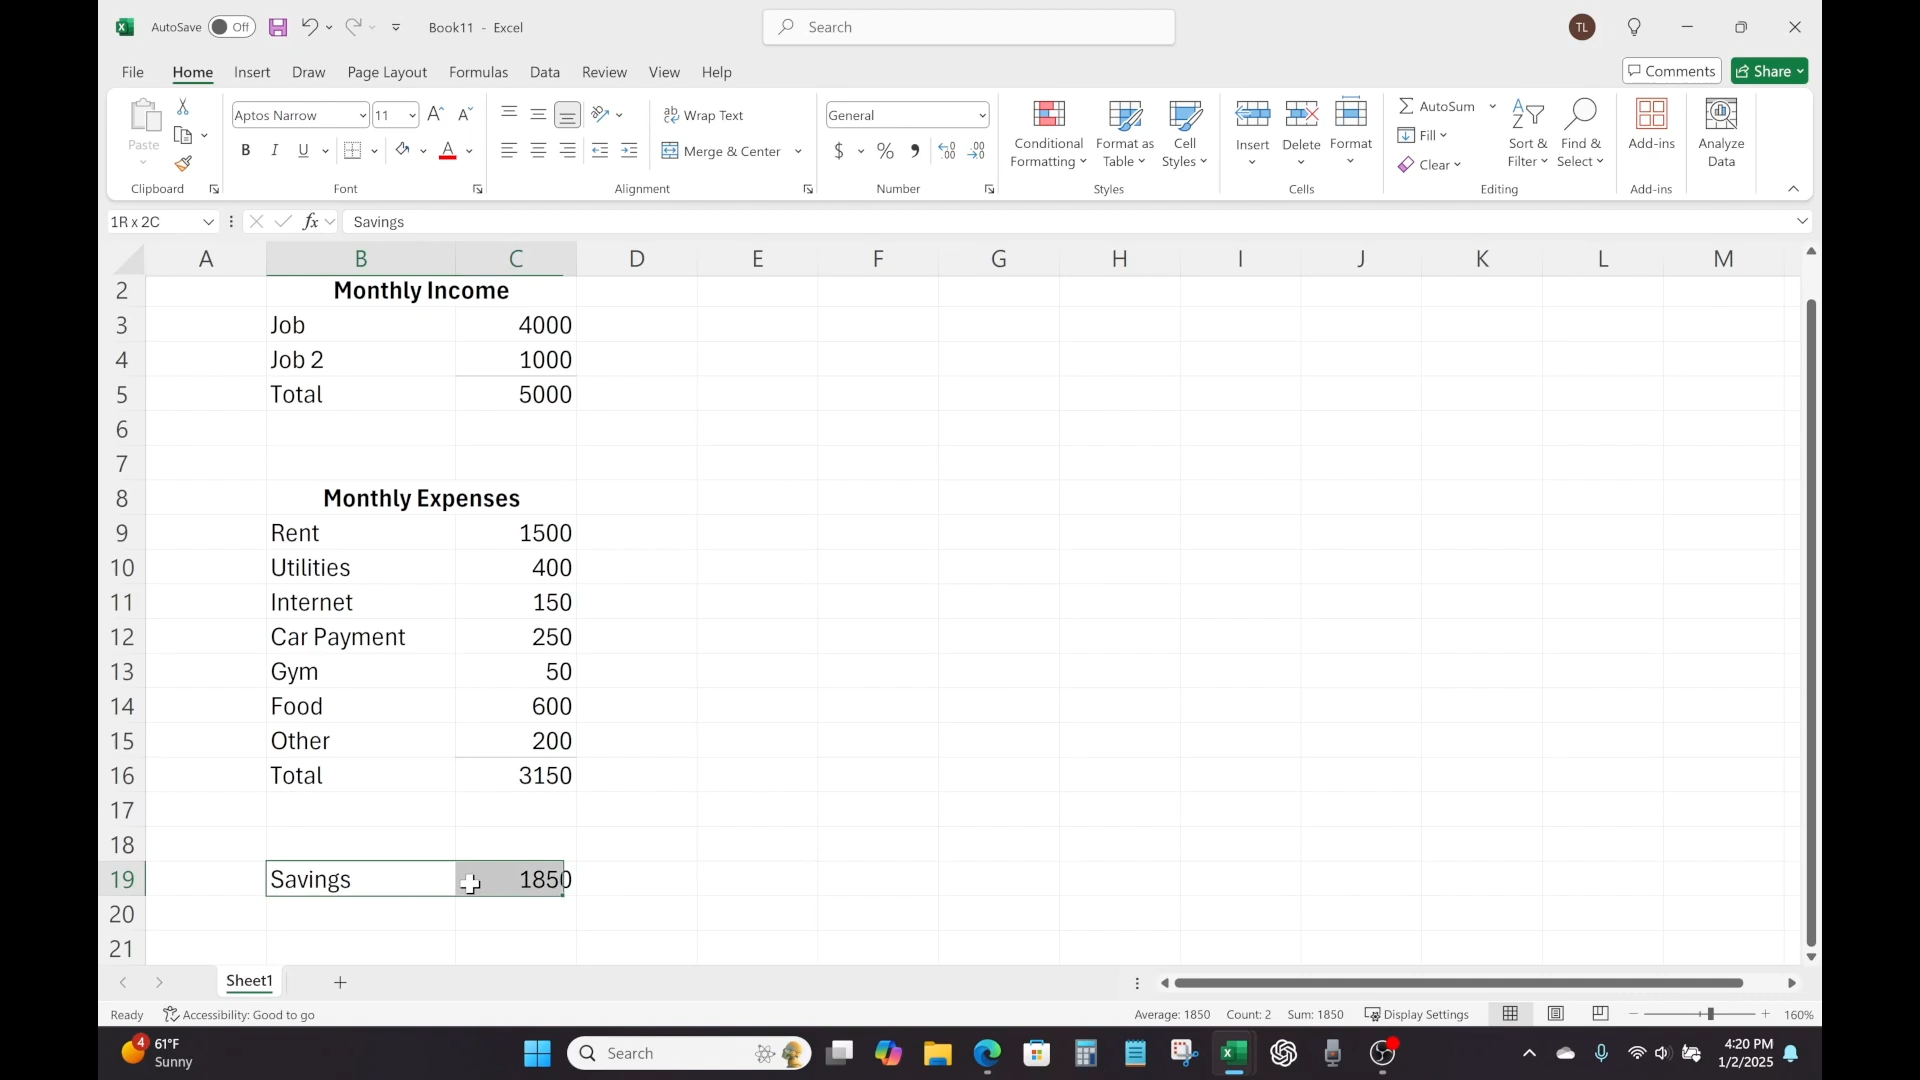 AutoSave Off Book11 - Excel Search TL
File Home Insert Draw Page Layout Formulas Data Review View Help Comments Share
Aptos Narrow 11 A^ A˅ ab Wrap Text General AutoSum
Paste Conditional Formatting Format as Table Cell Styles Insert Delete Format Fill Sort & Filter Find & Select Add-ins Analyze Data
B I U A Merge & Center $ % , Clear
Clipboard Font Alignment Number Styles Cells Editing Add-ins
1R x 2C fx Savings
A B C D E F G H I J K L M
2 Monthly Income
3 Job 4000
4 Job 2 1000
5 Total 5000
6
7
8 Monthly Expenses
9 Rent 1500
10 Utilities 400
11 Internet 150
12 Car Payment 250
13 Gym 50
14 Food 600
15 Other 200
16 Total 3150
17
18
19 Savings 1850
20
21
Sheet1
Ready Accessibility: Good to go Average: 1850 Count: 2 Sum: 1850 Display Settings 160%
4 61°F Search 4:20 PM
Sunny 1/2/2025